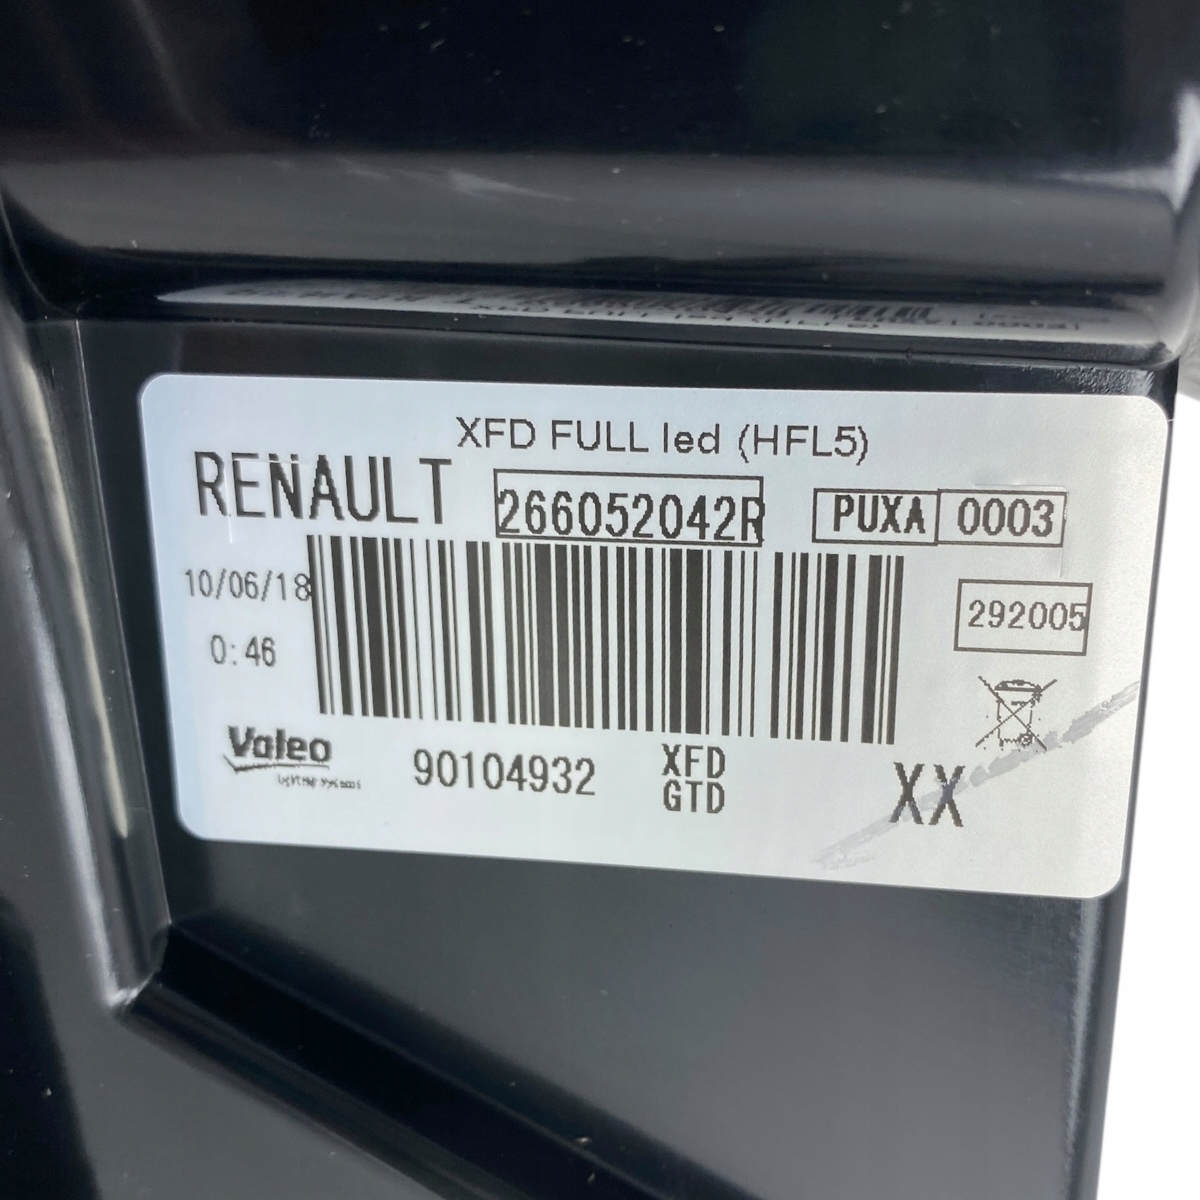 XFD FULL led (HFL5)
RENAULT
266052042R
PUXA 0003
10/06/18
292005
0:46
Valeo
90104932
XFD
GTD
XX